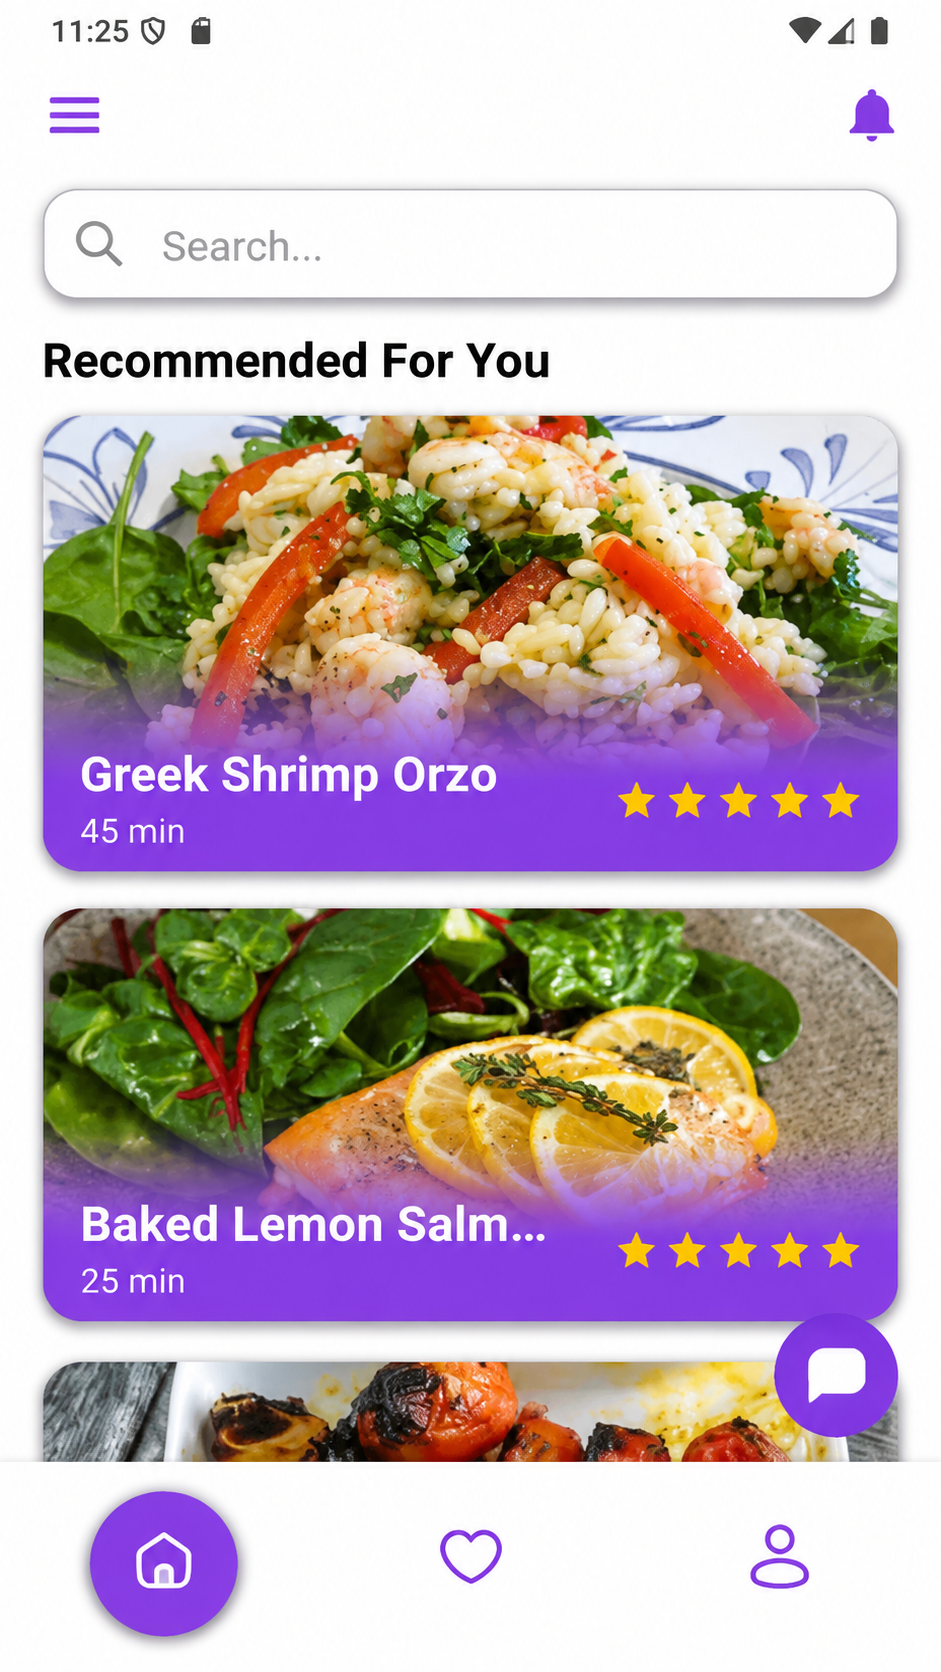 11:25
Search...
Recommended For You
Greek Shrimp Orzo
45 min
Baked Lemon Salm...
25 min